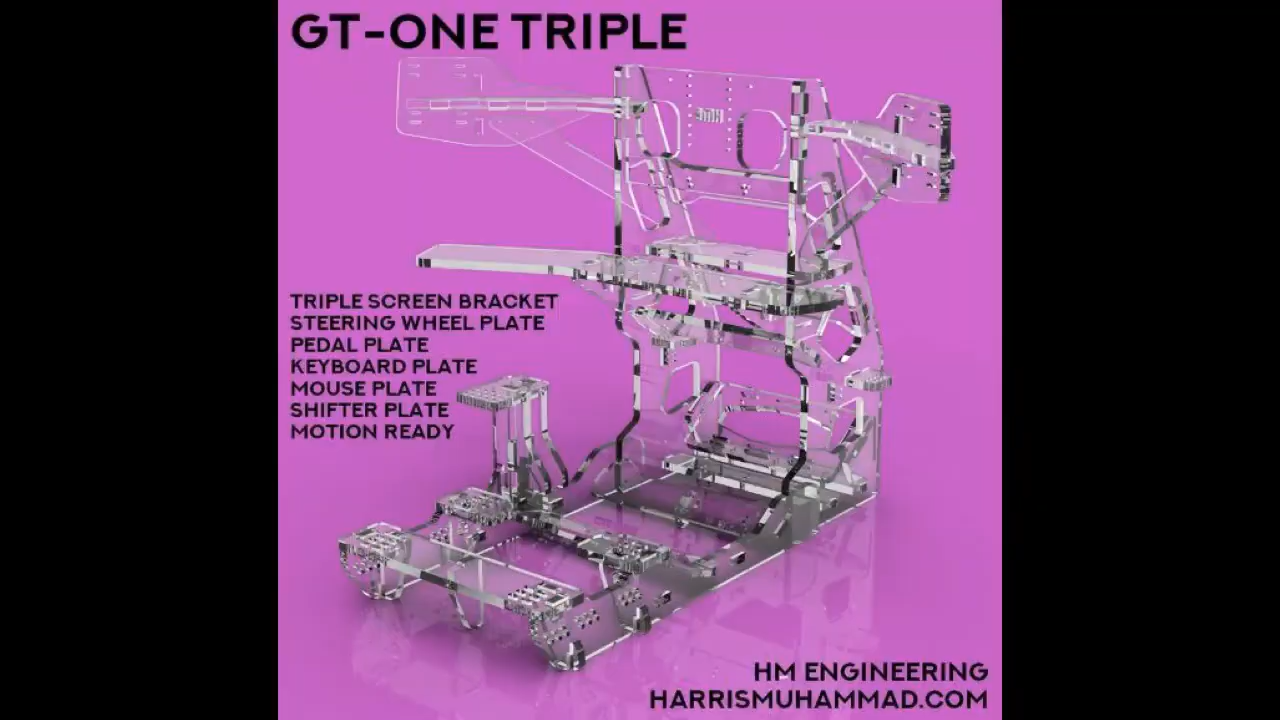 GT-ONE TRIPLE
TRIPLE SCREEN BRACKET
STEERING WHEEL PLATE
PEDAL PLATE
KEYBOARD PLATE
MOUSE PLATE
SHIFTER PLATE
MOTION READY
HM ENGINEERING
HARRISMUHAMMAD.COM